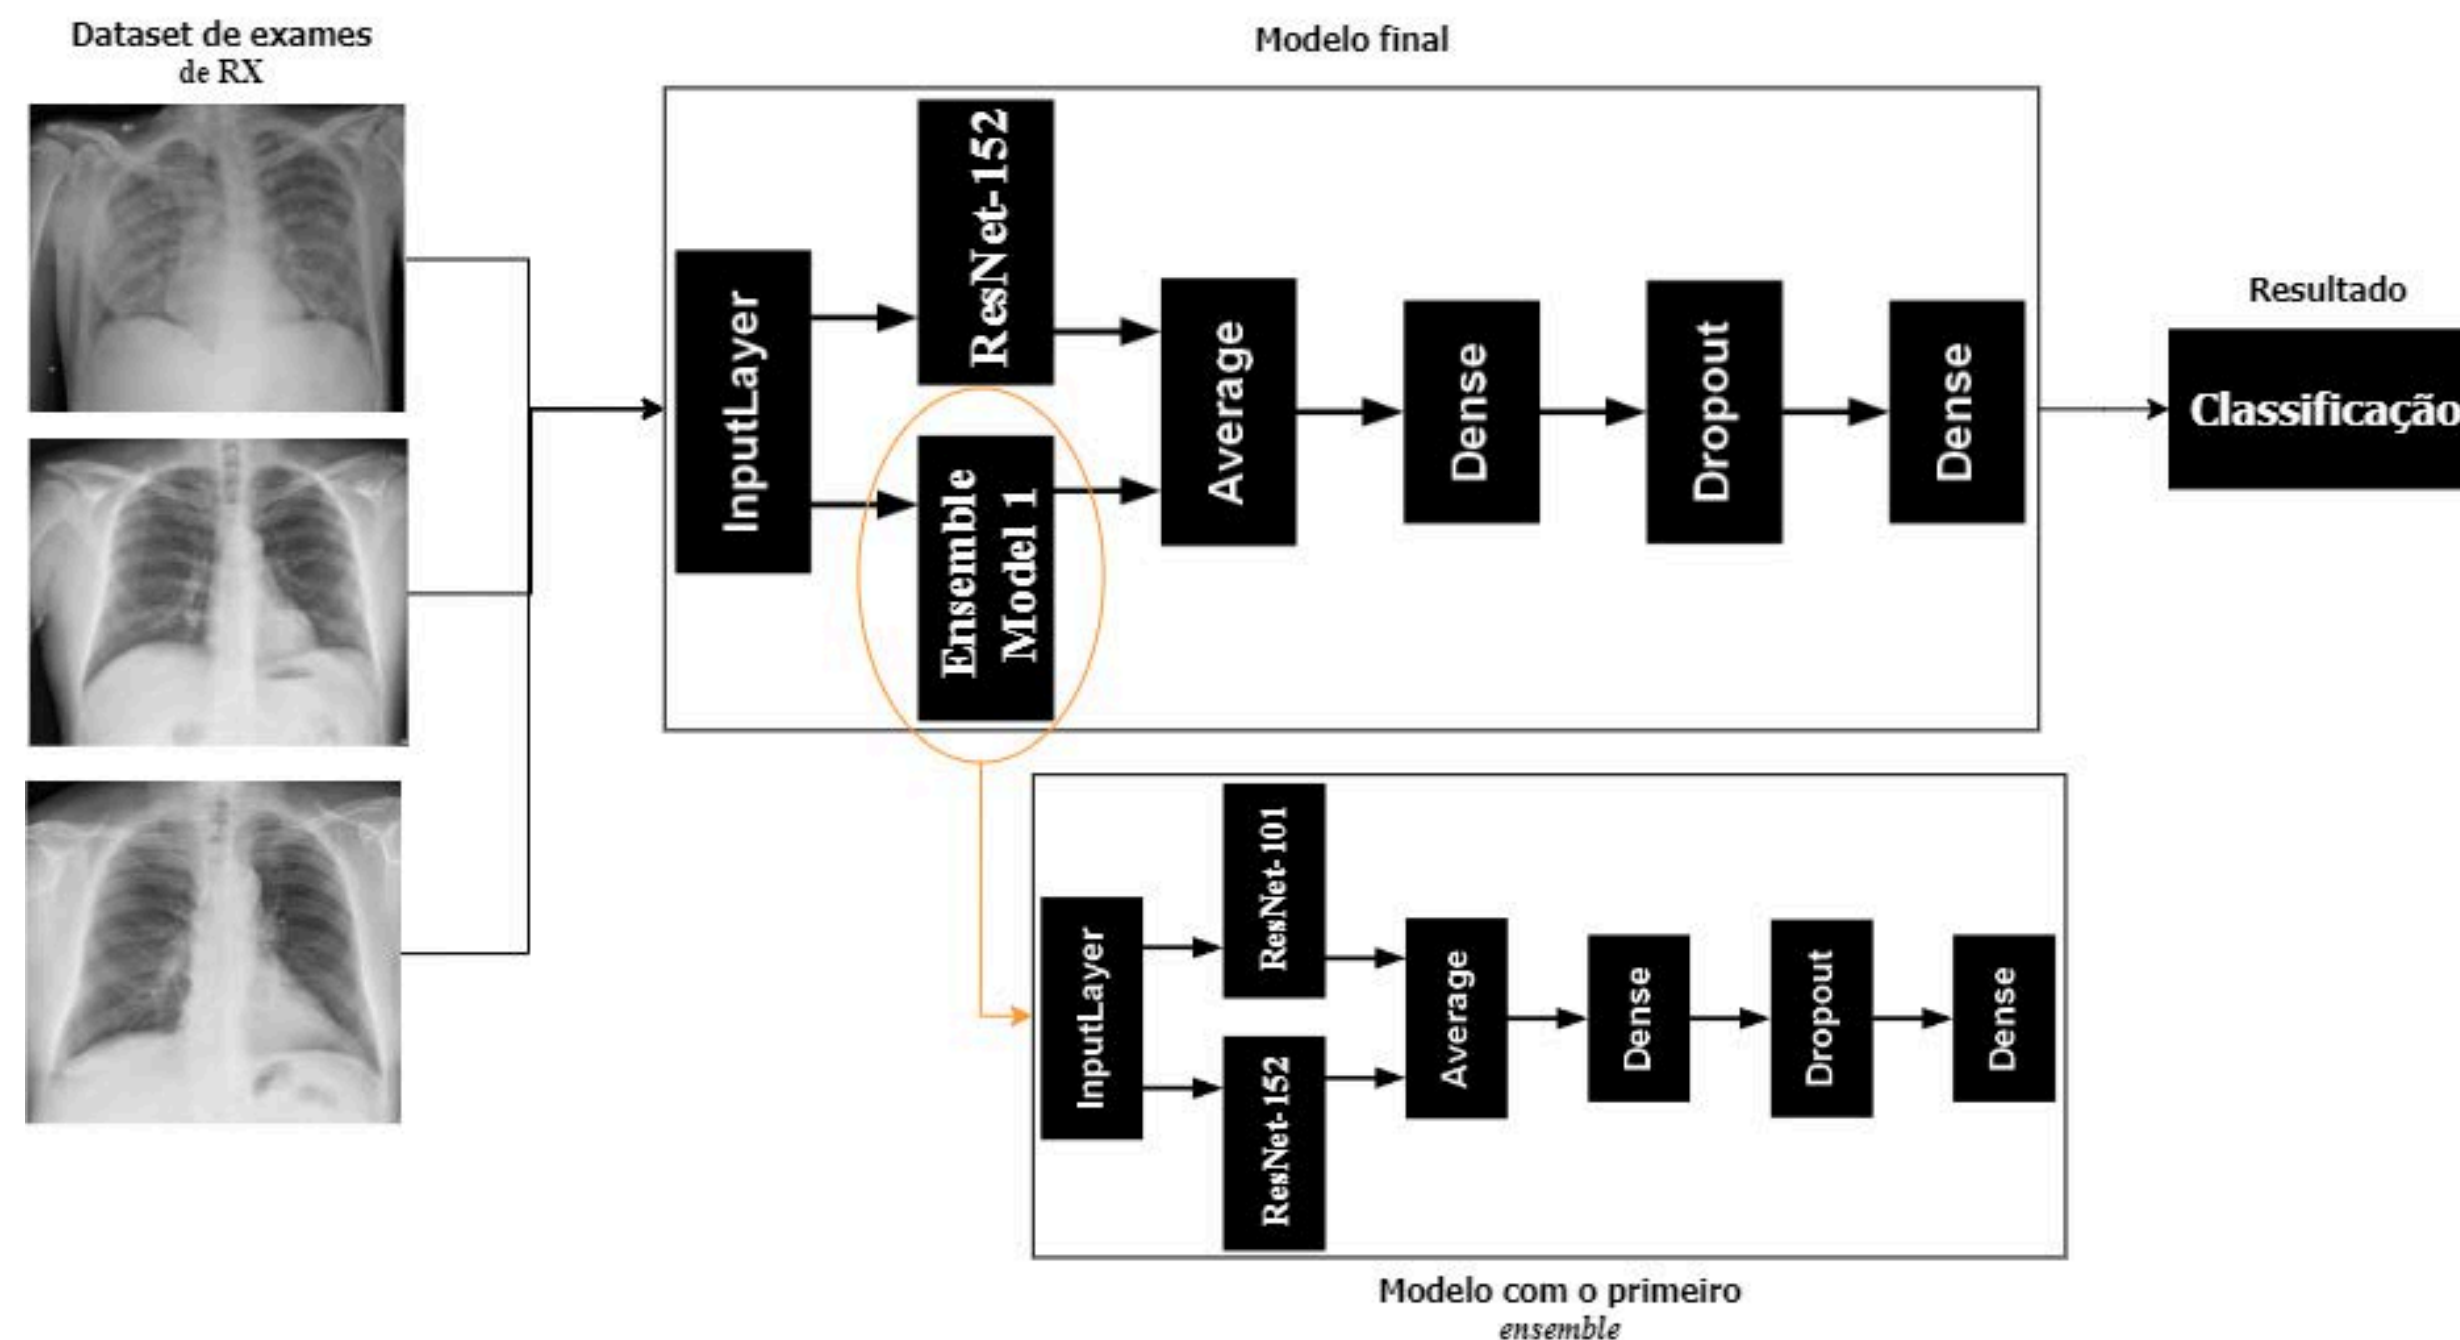 Dataset de exames
de RX
Modelo final
InputLayer
ResNet-152
Ensemble
Model 1
Average
Dense
Dropout
Dense
Resultado
Classificação
InputLayer
ResNet-101
ResNet-152
Average
Dense
Dropout
Dense
Modelo com o primeiro
ensemble